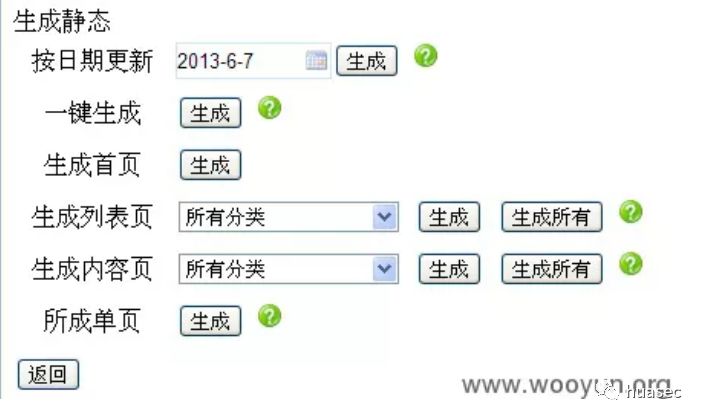 生成静态
按日期更新 2013-6-7 生成
一键生成 生成
生成首页 生成
生成列表页 所有分类 生成 生成所有
生成内容页 所有分类 生成 生成所有
所成单页 生成
返回
www.wooyun.org
huasec